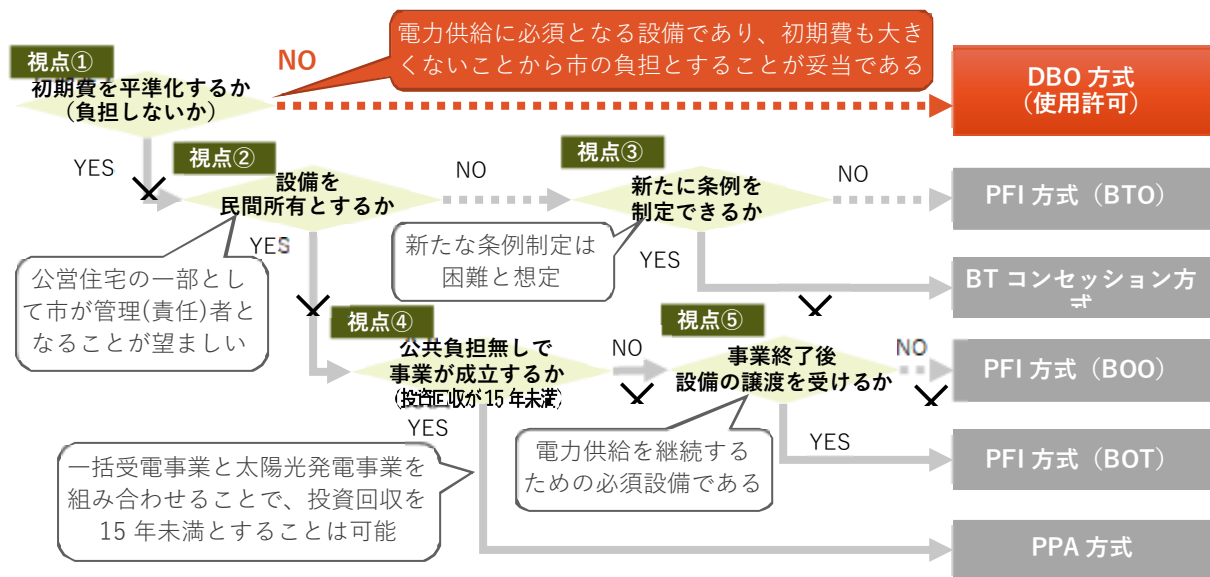 電力供給に必須となる設備であり、初期費も大き
くないことから市の負担とすることが妥当である
視点①
NO
初期費を平準化するか
（負担しないか）
DBO 方式
（使用許可）
YES
視点②
設備を
民間所有とするか
NO
視点③
新たに条例を
制定できるか
NO
PFI 方式（BTO）
YES
新たな条例制定は
困難と想定
YES
BT コンセッション方
式
公営住宅の一部とし
て市が管理(責任)者と
なることが望ましい
視点④
公共負担無しで
事業が成立するか
(投資回収が 15 年未満)
NO
視点⑤
事業終了後
設備の譲渡を受けるか
NO
PFI 方式（BOO）
YES
電力供給を継続する
ための必須設備である
YES
PFI 方式（BOT）
一括受電事業と太陽光発電事業を
組み合わせることで、投資回収を
15 年未満とすることは可能
PPA 方式